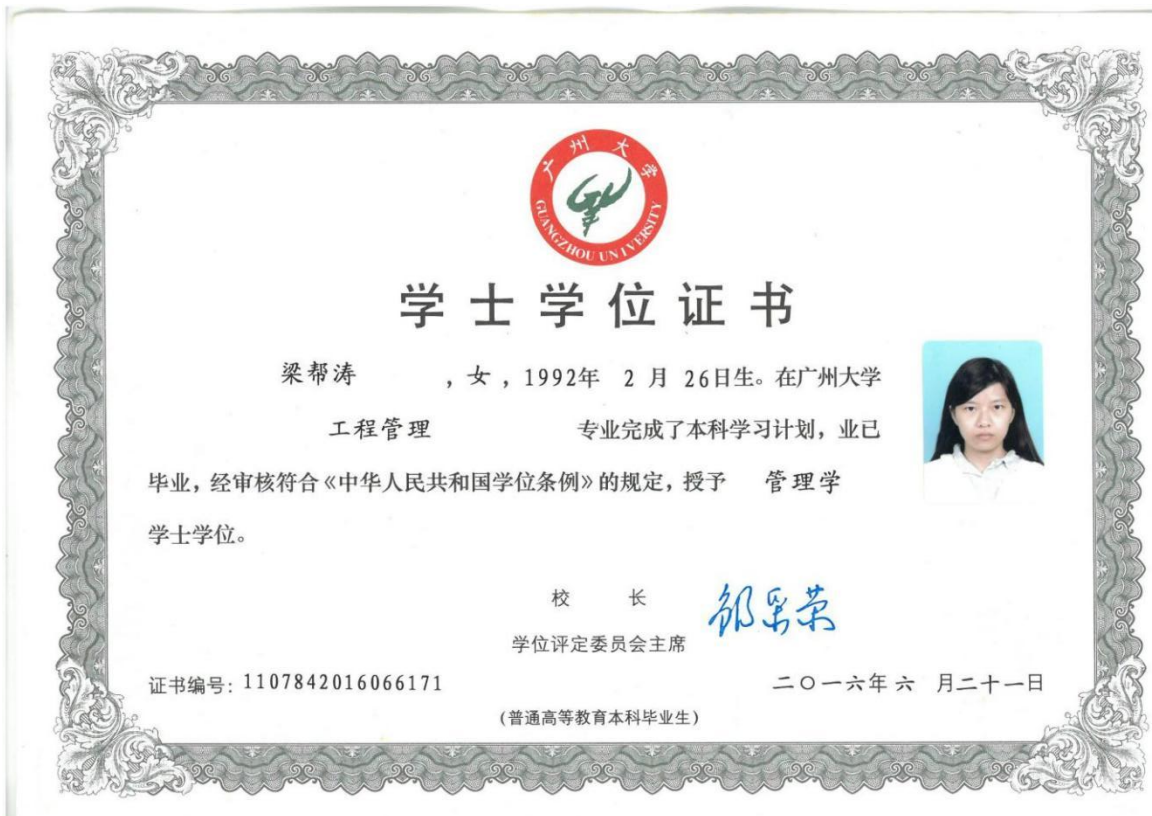 广州大学
GUANGZHOU UNIVERSITY
学士学位证书
梁帮涛 ，女，1992年 2 月 26日生。在广州大学
工程管理 专业完成了本科学习计划，业已
毕业，经审核符合《中华人民共和国学位条例》的规定，授予 管理学
学士学位。
校 长 邹采荣
学位评定委员会主席
证书编号：1107842016066171 二〇一六年六 月二十一日
（普通高等教育本科毕业生）